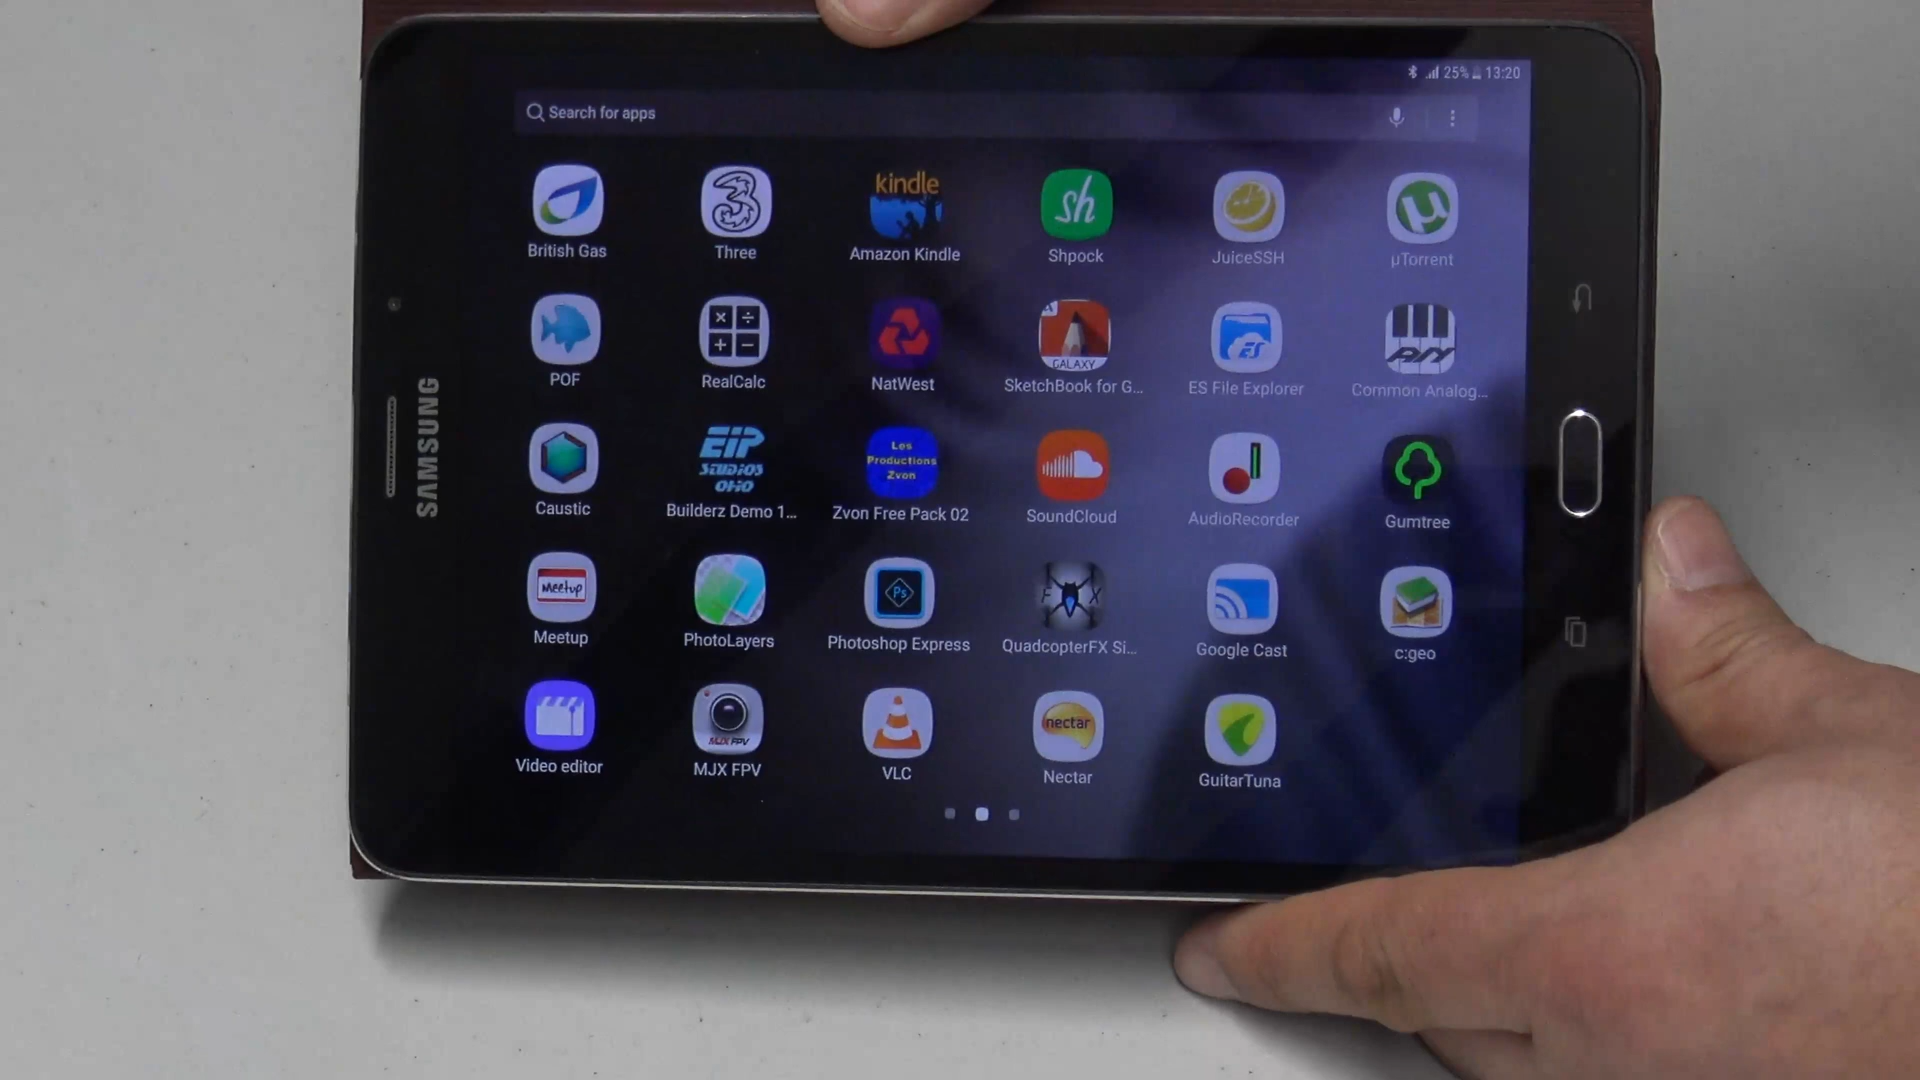 25% 13:20
Search for apps
British Gas
Three
kindle
Amazon Kindle
sh
Shpock
JuiceSSH
µ
µTorrent
POF
RealCalc
NatWest
GALAXY
SketchBook for G...
ES
ES File Explorer
Common Analog...
SAMSUNG
Caustic
EIP
STUDIOS
OHO
Builderz Demo 1...
Les
Productions
Zvon
Zvon Free Pack 02
SoundCloud
AudioRecorder
Gumtree
Meetup
Meetup
PhotoLayers
Ps
Photoshop Express
F X
QuadcopterFX Si...
Google Cast
c:geo
Video editor
MJX FPV
MJX FPV
VLC
nectar
Nectar
GuitarTuna